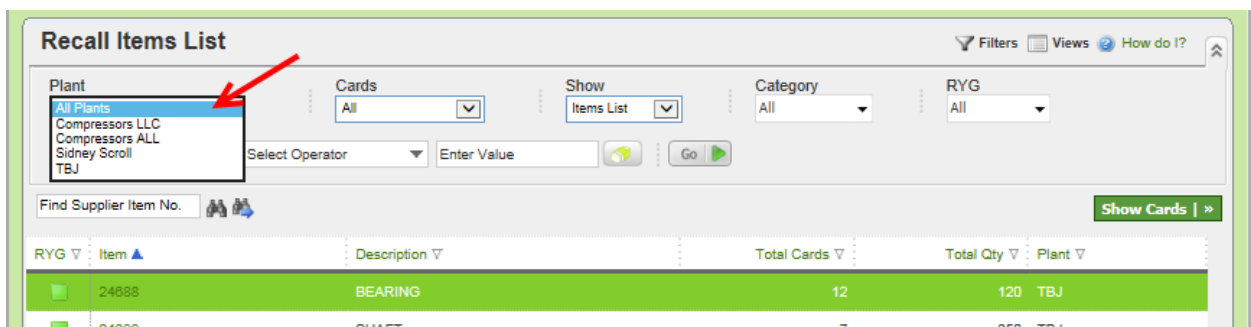 Recall Items List
Filters Views How do I?
Plant Cards Show Category RYG
All Plants
Compressors LLC
Compressors ALL
Sidney Scroll
TBJ
All Items List All All
Select Operator Enter Value Go
Find Supplier Item No. Show Cards | »
RYG Item Description Total Cards Total Qty Plant
24688 BEARING 12 120 TBJ